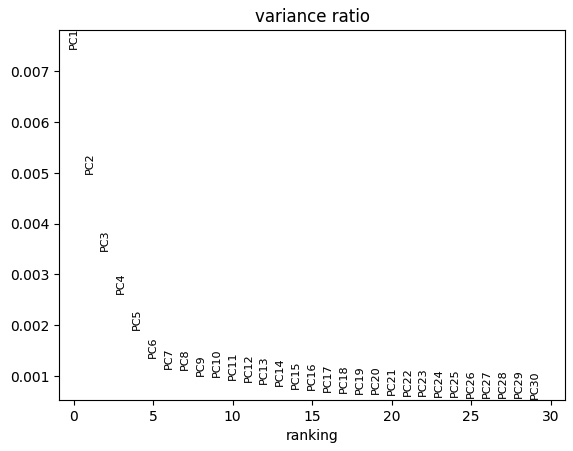 variance ratio
0.007
0.006
0.005
0.004
0.003
0.002
0.001
PC1
PC2
PC3
PC4
PC5
PC6
PC7
PC8
PC9
PC10
PC11
PC12
PC13
PC14
PC15
PC16
PC17
PC18
PC19
PC20
PC21
PC22
PC23
PC24
PC25
PC26
PC27
PC28
PC29
PC30
0
5
10
15
20
25
30
ranking